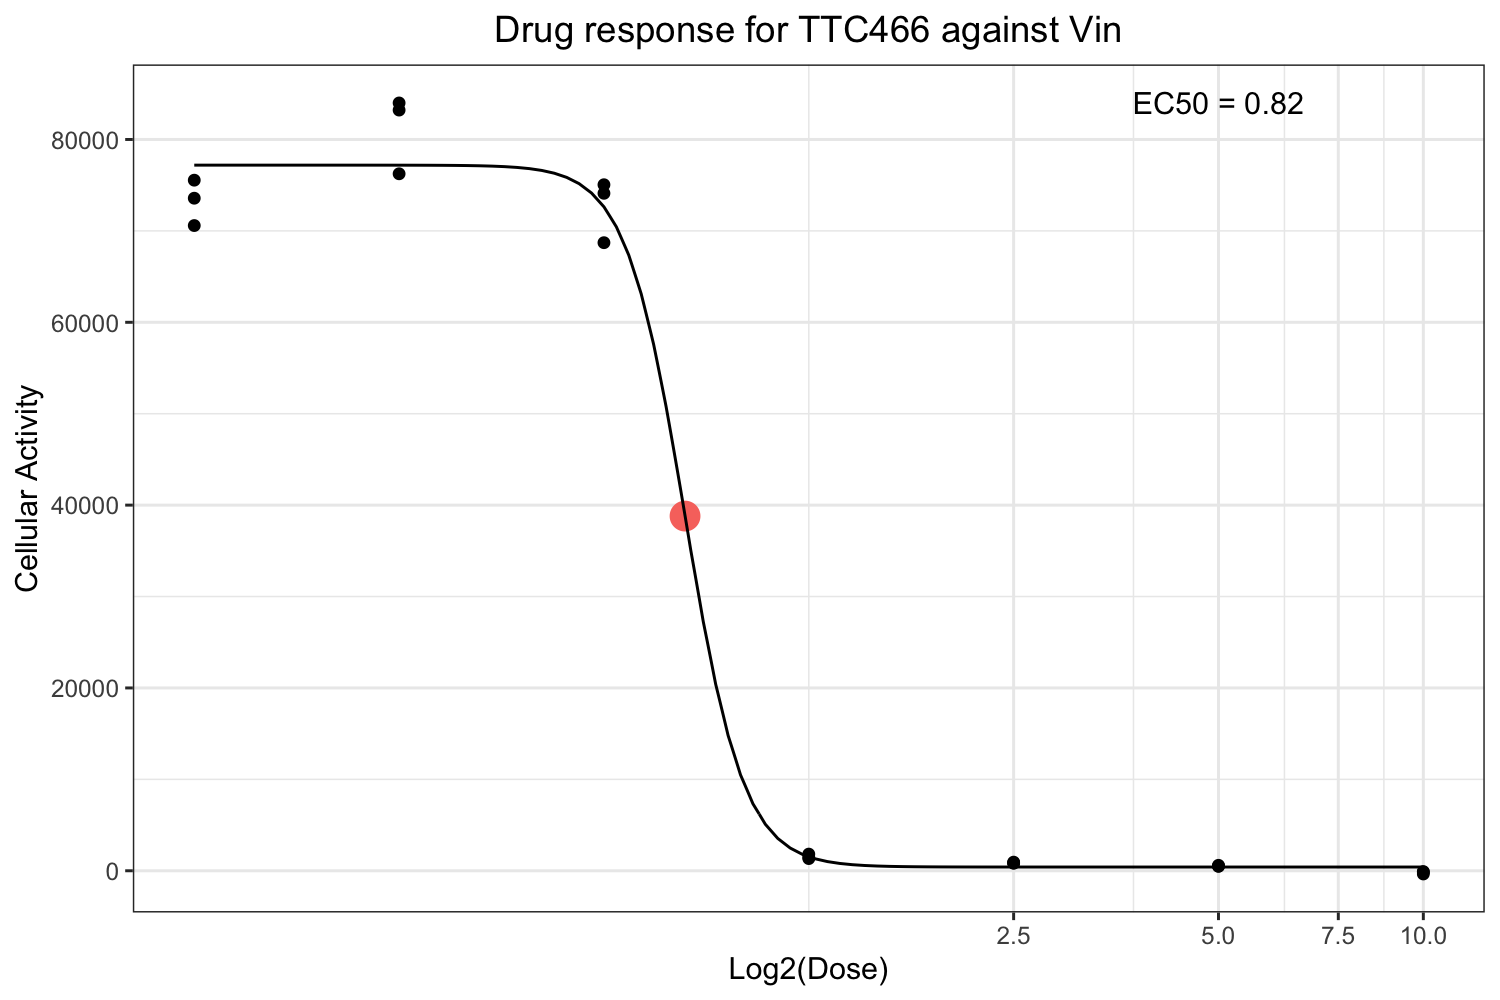 Drug response for TTC466 against Vin
EC50 = 0.82
Cellular Activity
80000
60000
40000
20000
0
2.5 5.0 7.5 10.0
Log2(Dose)